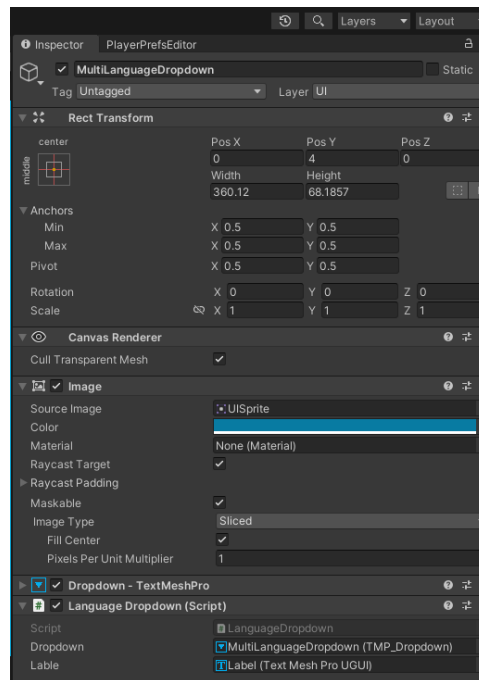 Layers Layout
Inspector PlayerPrefsEditor
MultiLanguageDropdown Static
Tag Untagged Layer UI
Rect Transform
center Pos X Pos Y Pos Z
middle 0 4 0
Width Height
360.12 68.1857
Anchors
Min X 0.5 Y 0.5
Max X 0.5 Y 0.5
Pivot X 0.5 Y 0.5
Rotation X 0 Y 0 Z 0
Scale X 1 Y 1 Z 1
Canvas Renderer
Cull Transparent Mesh
Image
Source Image UISprite
Color
Material None (Material)
Raycast Target
Raycast Padding
Maskable
Image Type Sliced
Fill Center
Pixels Per Unit Multiplier 1
Dropdown - TextMeshPro
# Language Dropdown (Script)
Script LanguageDropdown
Dropdown MultiLanguageDropdown (TMP_Dropdown)
Lable Label (Text Mesh Pro UGUI)